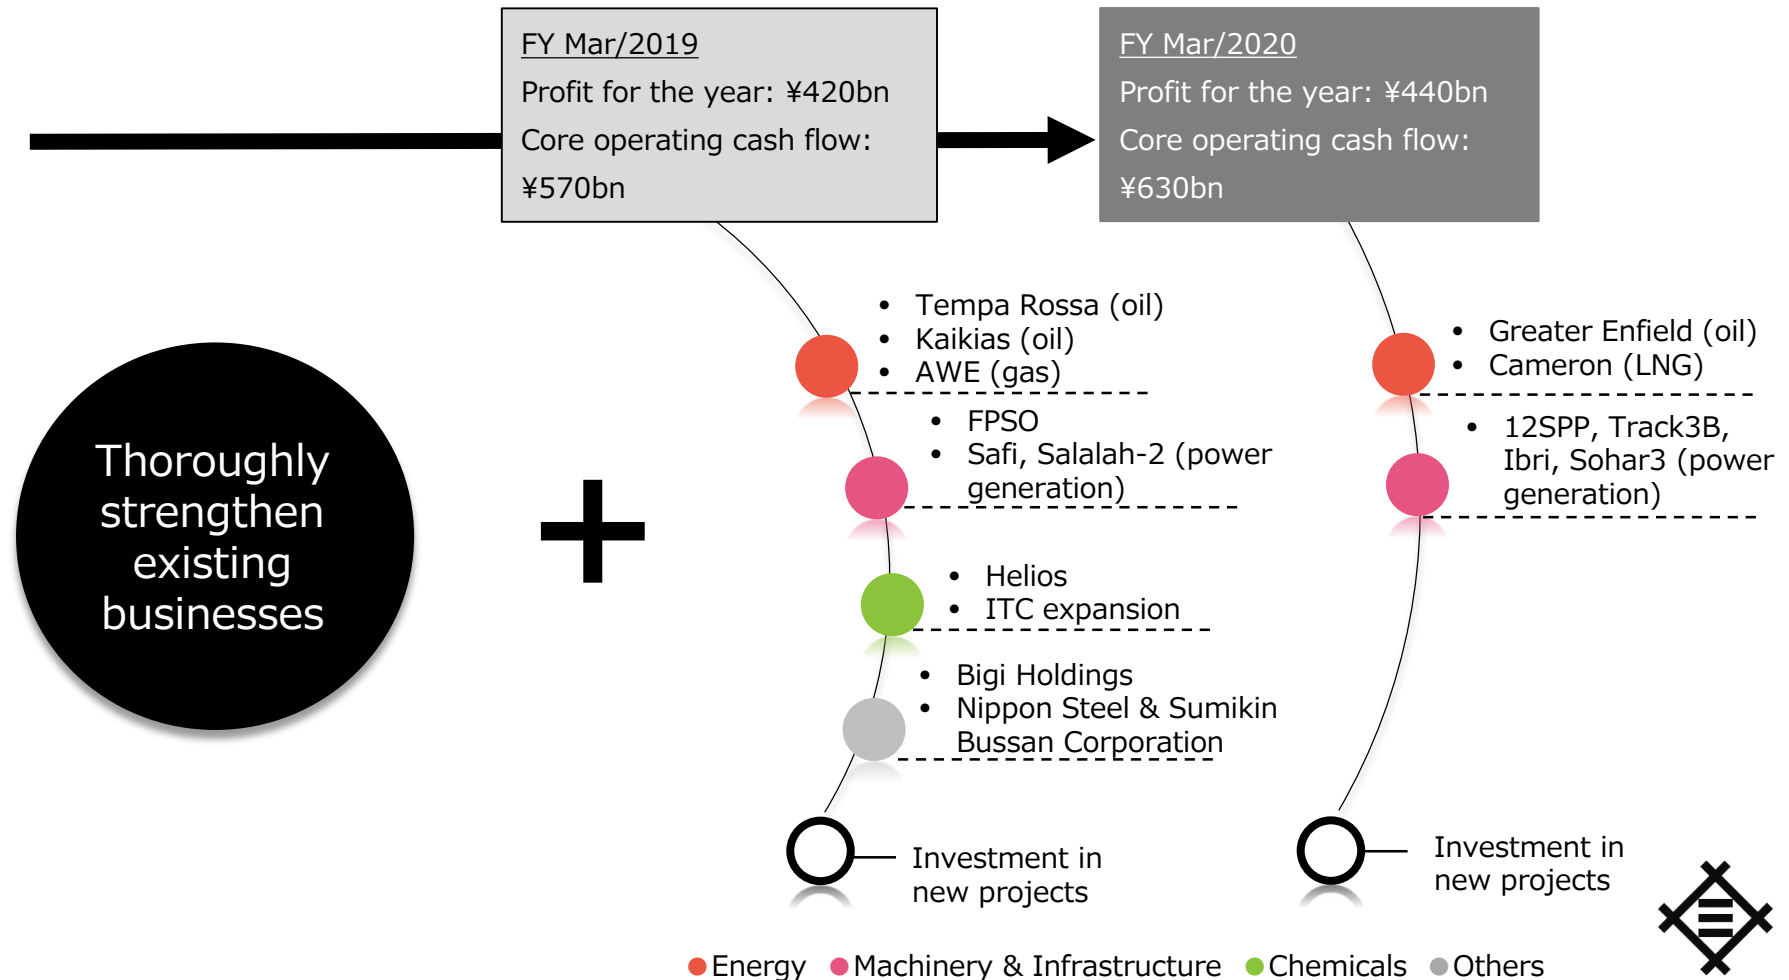 FY Mar/2019
Profit for the year: ¥420bn
Core operating cash flow:
¥570bn
FY Mar/2020
Profit for the year: ¥440bn
Core operating cash flow:
¥630bn
Thoroughly
strengthen
existing
businesses
+
• Tempa Rossa (oil)
• Kaikias (oil)
• AWE (gas)
• FPSO
• Safi, Salalah-2 (power
generation)
• Helios
• ITC expansion
• Bigi Holdings
• Nippon Steel & Sumikin
Bussan Corporation
Investment in
new projects
• Greater Enfield (oil)
• Cameron (LNG)
• 12SPP, Track3B,
Ibri, Sohar3 (power
generation)
Investment in
new projects
Energy Machinery & Infrastructure Chemicals Others